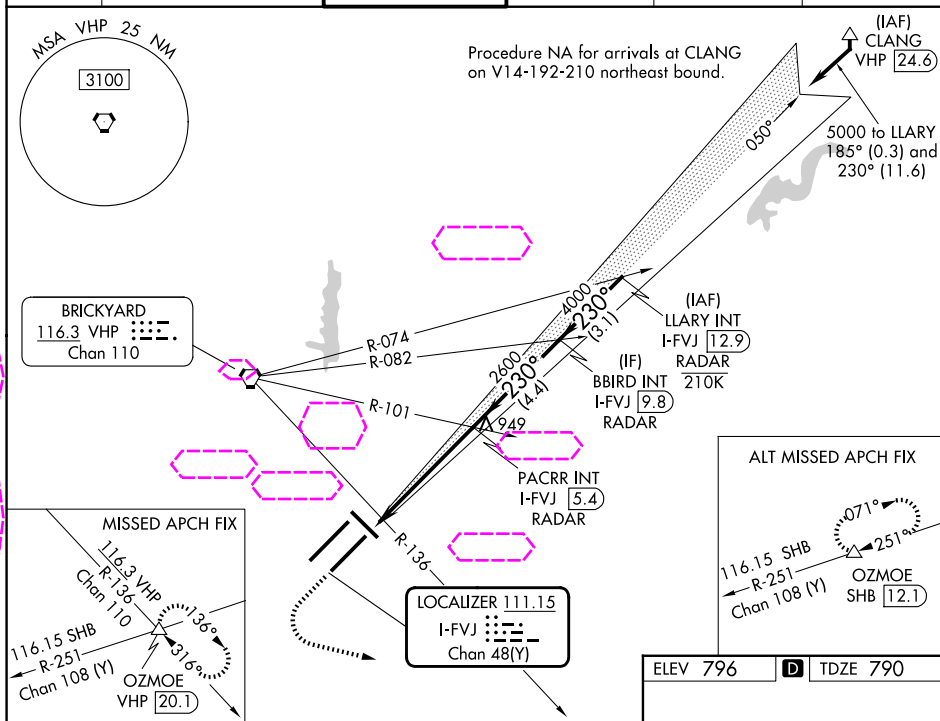 MSA VHP 25 NM
3100
Procedure NA for arrivals at CLANG
on V14-192-210 northeast bound.
(IAF)
CLANG
VHP 24.6
5000 to LLARY
185° (0.3) and
230° (11.6)
050°
BRICKYARD
116.3 VHP
Chan 110
R-074
R-082
R-101
R-136
4000
230°
(3.1)
2600
230°
(4.4)
949
(IAF)
LLARY INT
I-FVJ 12.9
RADAR
210K
(IF)
BBIRD INT
I-FVJ 9.8
RADAR
PACRR INT
I-FVJ 5.4
RADAR
LOCALIZER 111.15
I-FVJ
Chan 48(Y)
MISSED APCH FIX
116.3 VHP
R-136
Chan 110
116.15 SHB
R-251
Chan 108 (Y)
136°
316°
OZMOE
VHP 20.1
ALT MISSED APCH FIX
071°
251°
116.15 SHB
R-251
Chan 108 (Y)
OZMOE
SHB 12.1
ELEV 796 D TDZE 790